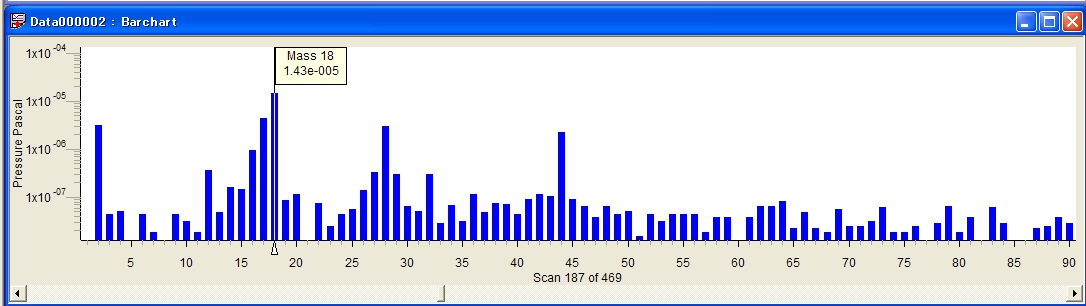 Data000002 : Barchart
Mass 18
1.43e-005
Pressure Pascal
1x10 -04
1x10 -05
1x10 -06
1x10 -07
5 10 15 20 25 30 35 40 45 50 55 60 65 70 75 80 85 90
Scan 187 of 469